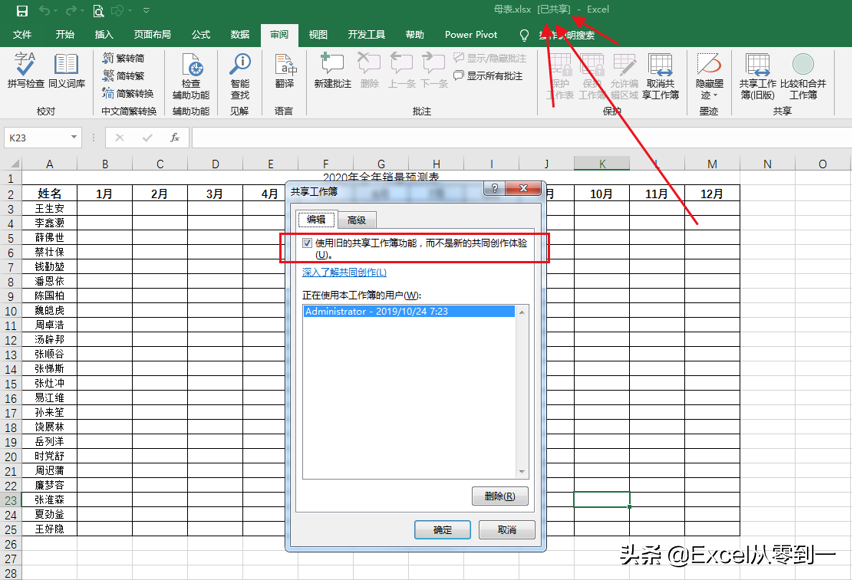 母表.xlsx [已共享] - Excel
文件 开始 插入 页面布局 公式 数据 审阅 视图 开发工具 帮助 Power Pivot
拼写检查 同义词库
校对
繁转简
简转繁
简繁转换
中文简繁转换
检查
辅助功能
辅助功能
智能
查找
见解
翻译
语言
新建批注 删除 上一条 下一条
显示/隐藏批注
显示所有批注
批注
保护
工作表
保护
工作簿
允许编
辑区域
取消共
享工作簿
保护
隐藏墨
迹
墨迹
共享工作
簿(旧版)
比较和合并
工作簿
共享
K23
fx
A B C D E F G H I J K L M N O
1 2020年全年销量预测表
2 姓名 1月 2月 3月 4月 月 10月 11月 12月
3 王生安
4 李鑫灏
5 薛佛世
6 蔡壮保
7 钱勤堃
8 潘恩依
9 陈国柏
10 魏皑虎
11 周卓浩
12 汤辟邦
13 张顺谷
14 张悌斯
15 张灶冲
16 易江维
17 孙来笙
18 饶展林
19 岳列洋
20 时党舒
21 周迟蒲
22 廉梦容
23 张淮森
24 夏劲釜
25 王好隐
26
27
28
共享工作簿
编辑 高级
使用旧的共享工作簿功能，而不是新的共同创作体验
(U)。
深入了解共同创作(L)
正在使用本工作簿的用户(W):
Administrator - 2019/10/24 7:23
删除(R)
确定 取消
头条 @Excel从零到一